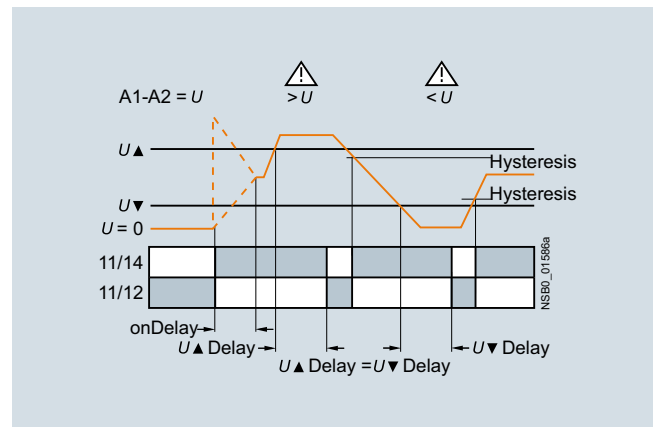 A1-A2 = U
> U
< U
U▲
Hysteresis
Hysteresis
U▼
U = 0
11/14
11/12
NSB0_01586a
onDelay
U▲ Delay
U▼ Delay
U▲ Delay =U▼ Delay